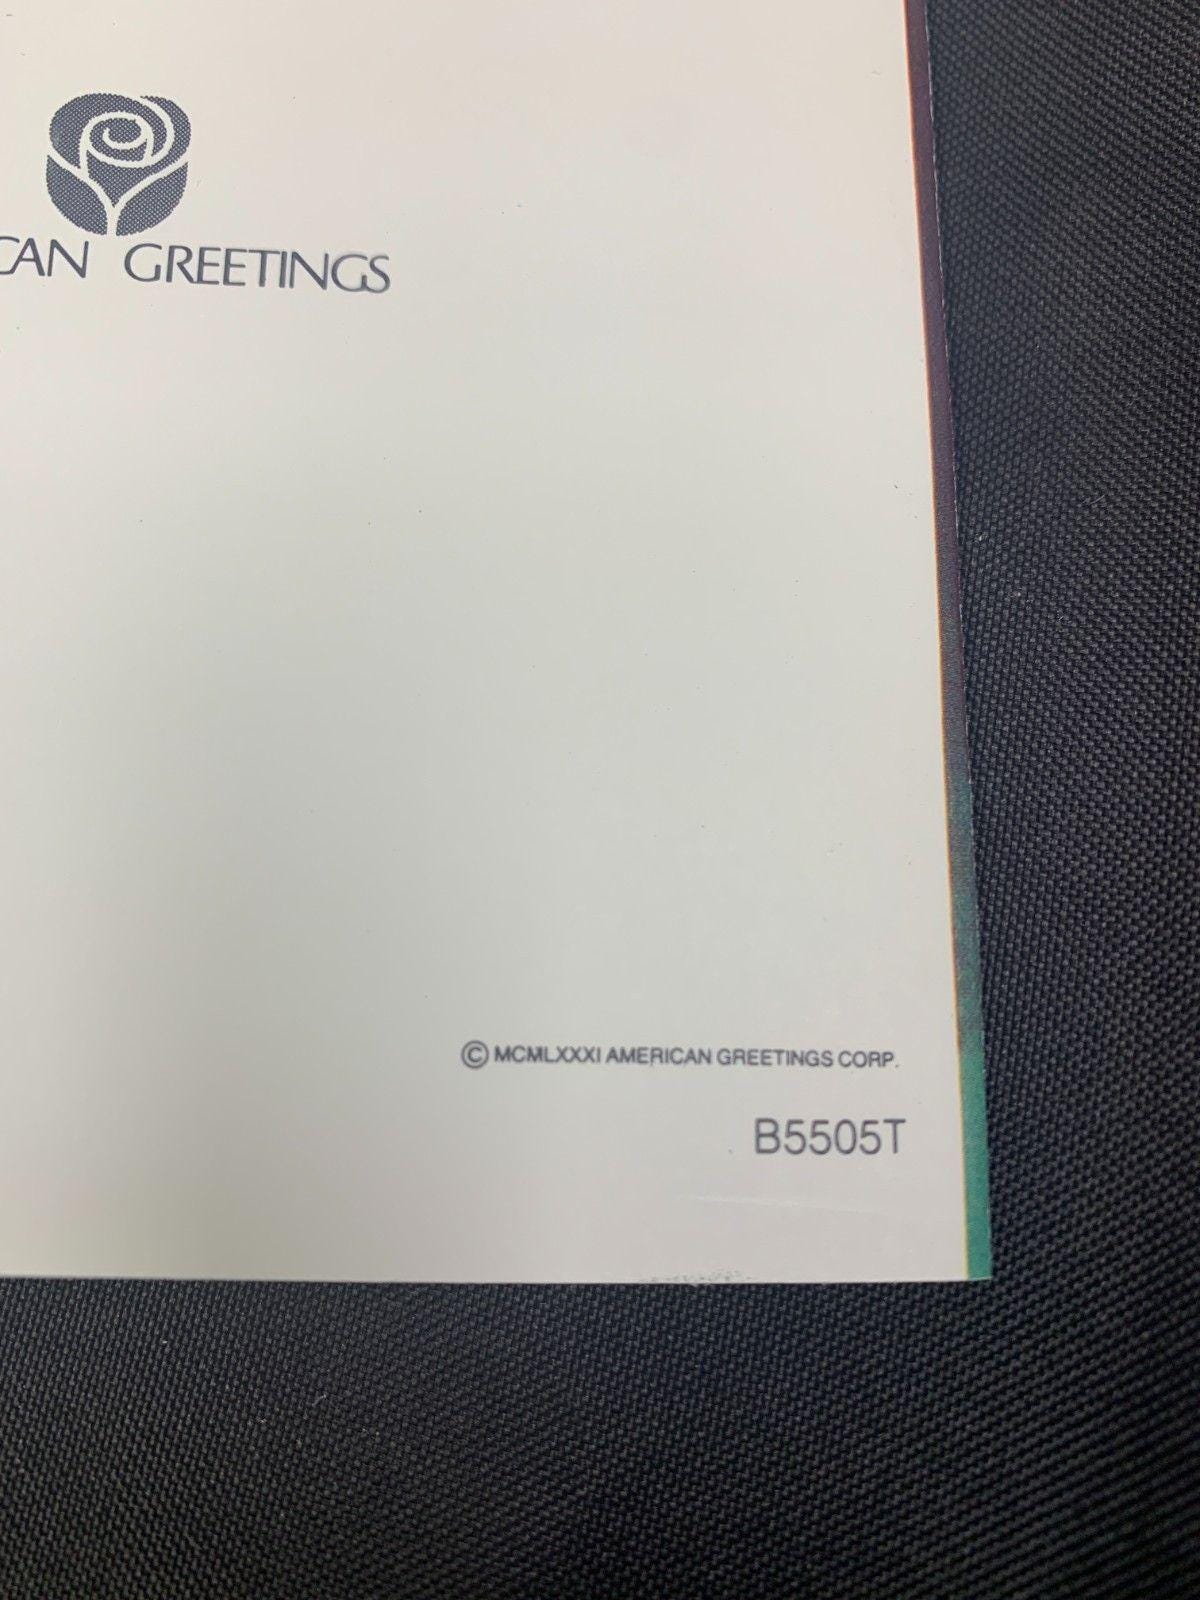 CAN GREETINGS
© MCMLXXXI AMERICAN GREETINGS CORP.
B5505T